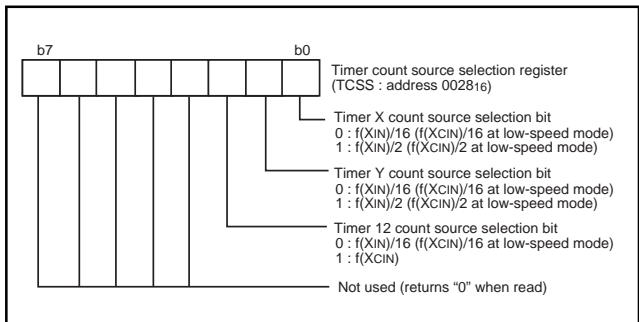 b7 b0
Timer count source selection register
(TCSS : address 002816)
Timer X count source selection bit
0 : f(XIN)/16 (f(XCIN)/16 at low-speed mode)
1 : f(XIN)/2 (f(XCIN)/2 at low-speed mode)
Timer Y count source selection bit
0 : f(XIN)/16 (f(XCIN)/16 at low-speed mode)
1 : f(XIN)/2 (f(XCIN)/2 at low-speed mode)
Timer 12 count source selection bit
0 : f(XIN)/16 (f(XCIN)/16 at low-speed mode)
1 : f(XCIN)
Not used (returns “0” when read)